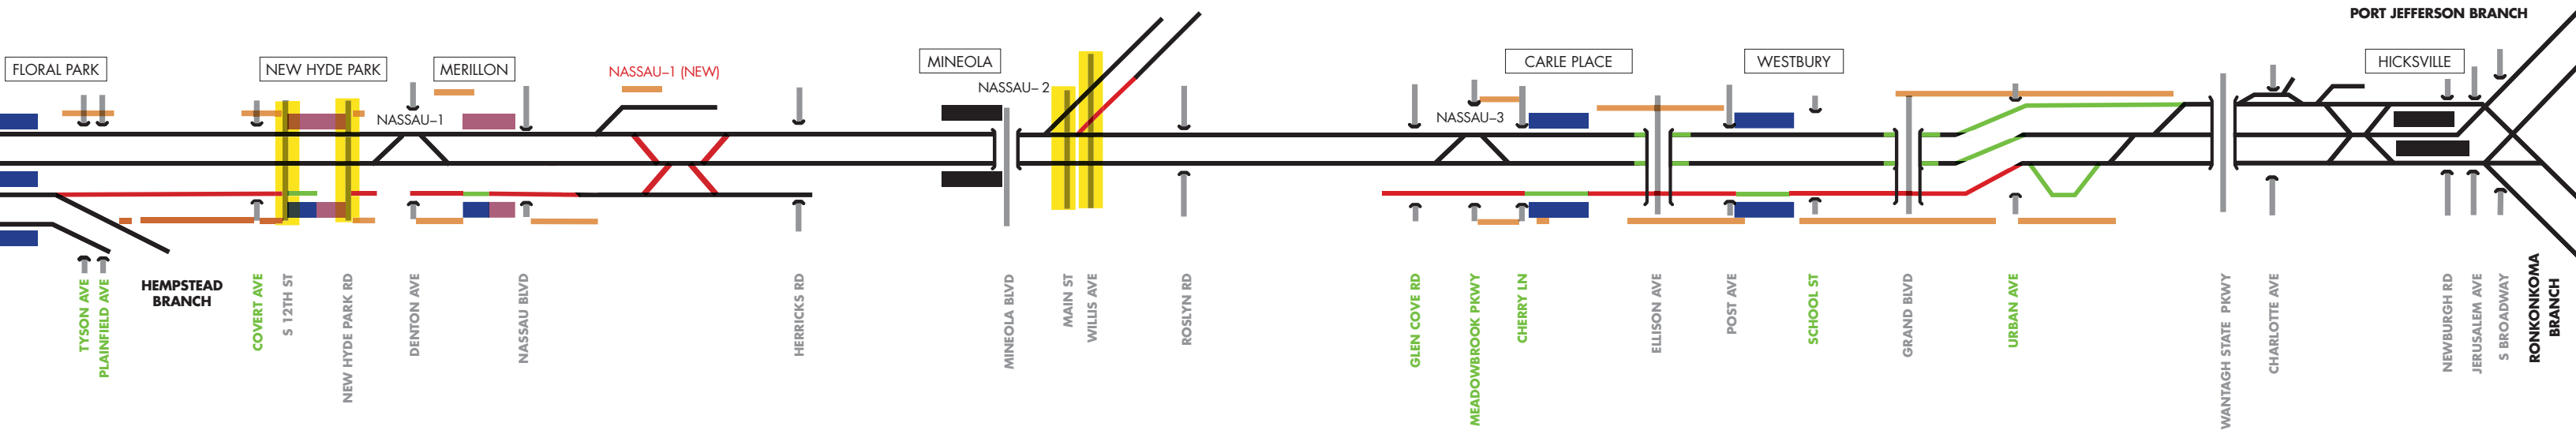 PORT JEFFERSON BRANCH
FLORAL PARK
NEW HYDE PARK
MERILLON
NASSAU–1 (NEW)
MINEOLA
CARLE PLACE
WESTBURY
HICKSVILLE
NASSAU– 2
NASSAU–1
NASSAU–3
TYSON AVE
PLAINFIELD AVE
HEMPSTEAD
BRANCH
COVERT AVE
S 12TH ST
NEW HYDE PARK RD
DENTON AVE
NASSAU BLVD
HERRICKS RD
MINEOLA BLVD
MAIN ST
WILLIS AVE
ROSLYN RD
GLEN COVE RD
MEADOWBROOK PKWY
CHERRY LN
ELLISON AVE
POST AVE
SCHOOL ST
GRAND BLVD
URBAN AVE
WANTAGH STATE PKWY
CHARLOTTE AVE
NEWBURGH RD
JERUSALEM AVE
S BROADWAY
RONKONKOMA
BRANCH